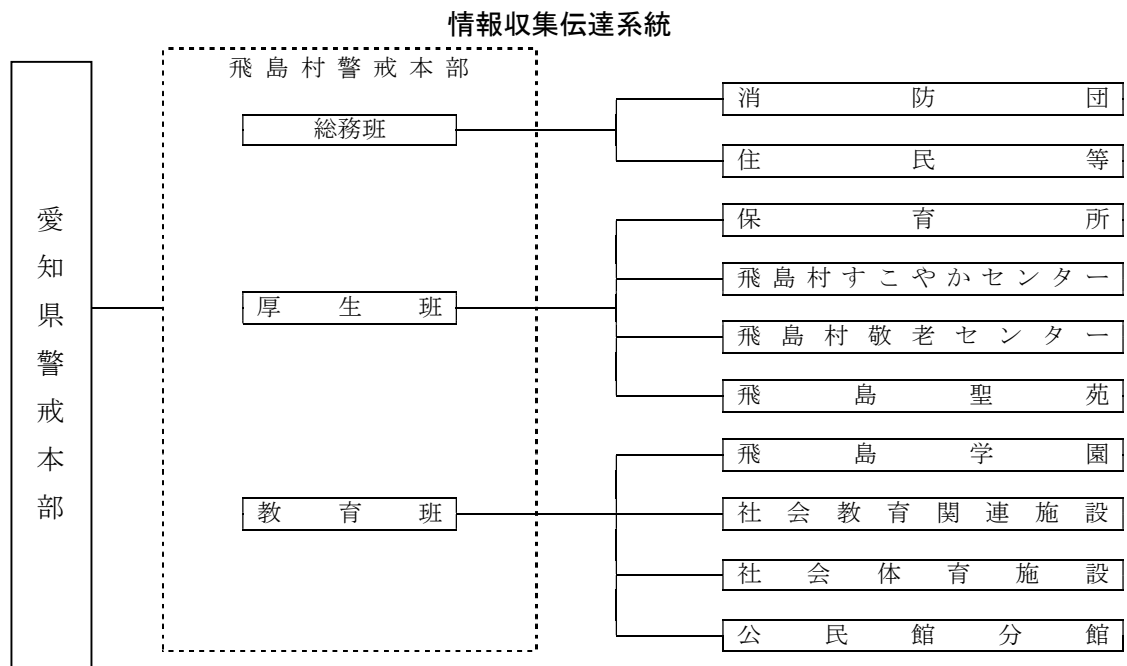 情報収集伝達系統
愛知県警戒本部
飛島村警戒本部
総務班
消防団
住民等
厚生班
保育所
飛島村すこやかセンター
飛島村敬老センター
飛島聖苑
教育班
飛島学園
社会教育関連施設
社会体育施設
公民館分館